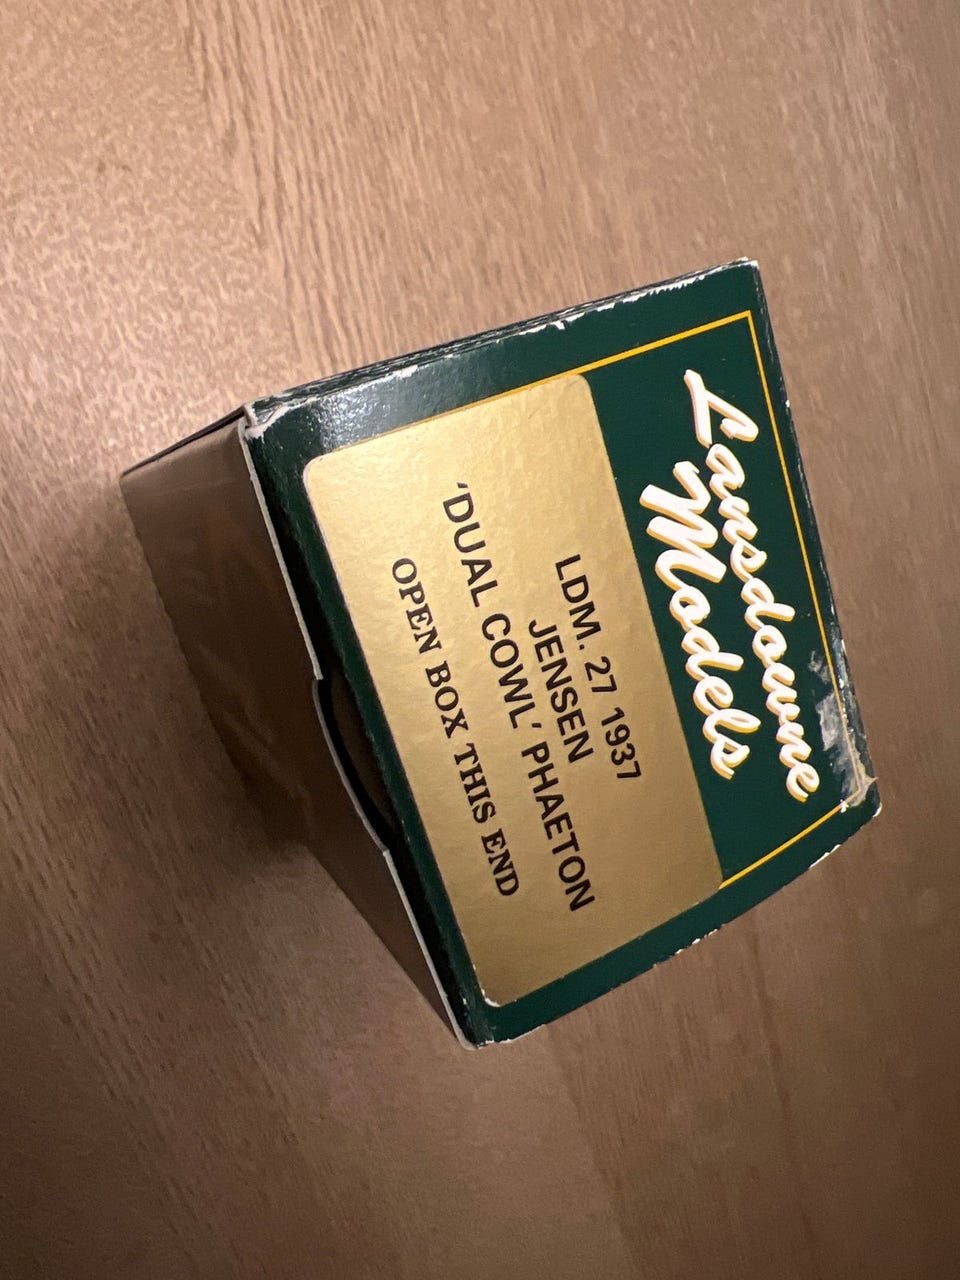 Lansdowne
Models
LDM. 27 1937
JENSEN
‘DUAL COWL’ PHAETON
OPEN BOX THIS END